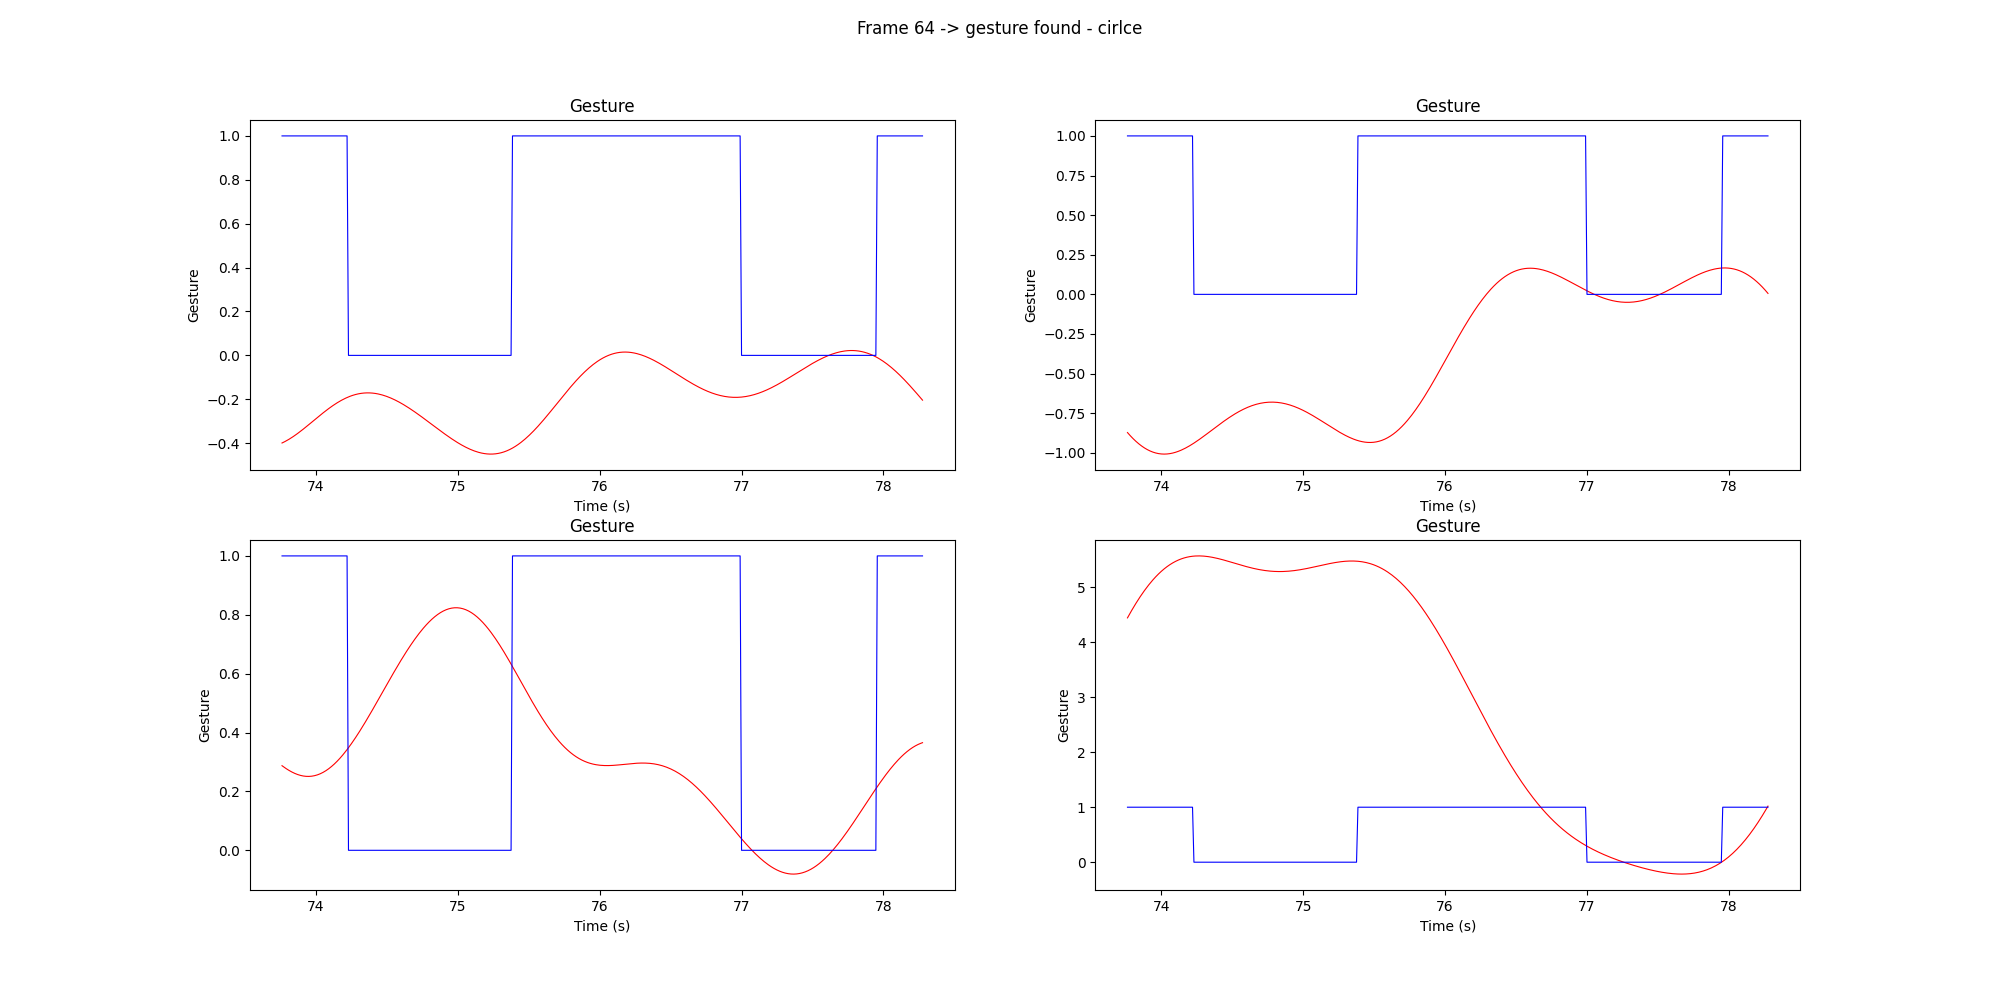 Frame 64 -> gesture found - cirlce
Gesture
1.0
0.8
0.6
0.4
0.2
0.0
−0.2
−0.4
Gesture
74 75 76 77 78
Time (s)
Gesture
1.00
0.75
0.50
0.25
0.00
−0.25
−0.50
−0.75
−1.00
Gesture
74 75 76 77 78
Time (s)
Gesture
1.0
0.8
0.6
0.4
0.2
0.0
Gesture
74 75 76 77 78
Time (s)
Gesture
5
4
3
2
1
0
Gesture
74 75 76 77 78
Time (s)